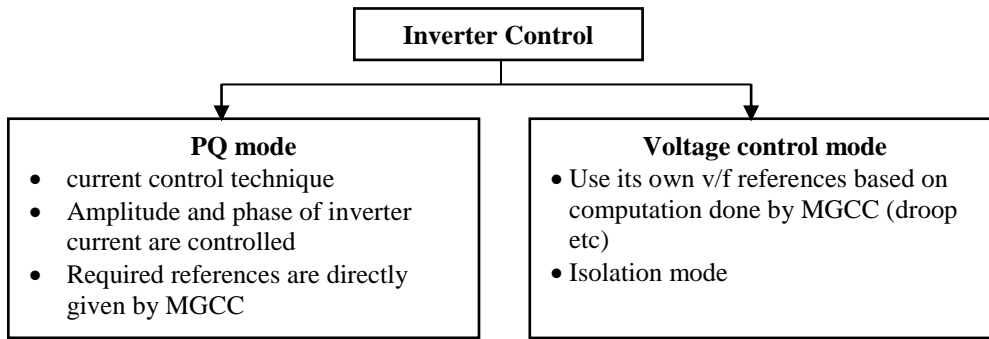 Inverter Control
PQ mode
• current control technique
• Amplitude and phase of inverter
current are controlled
• Required references are directly
given by MGCC
Voltage control mode
• Use its own v/f references based on
computation done by MGCC (droop
etc)
• Isolation mode